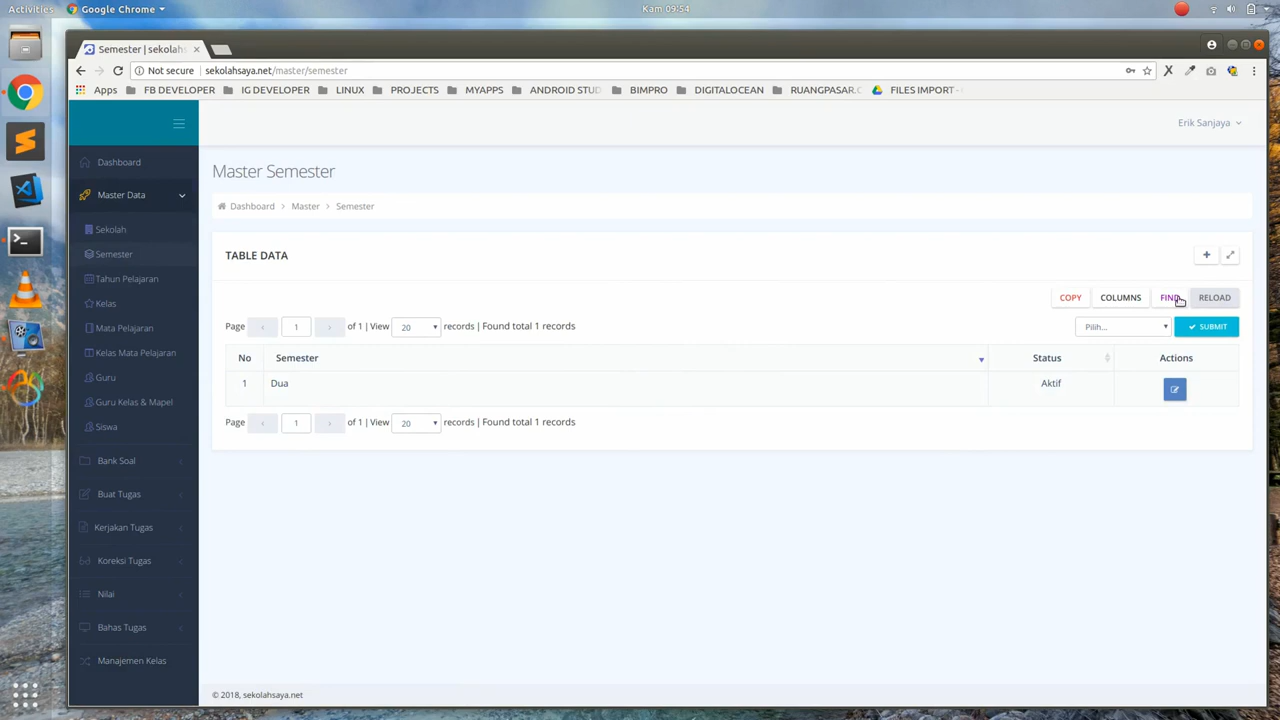 Activities Google Chrome Kam 09:54
Semester | sekolahs
Not secure sekolahsaya.net/master/semester
Apps FB DEVELOPER IG DEVELOPER LINUX PROJECTS MYAPPS ANDROID STUD BIMPRO DIGITALOCEAN RUANGPASAR.C FILES IMPORT -
Erik Sanjaya
Dashboard
Master Data
Sekolah
Semester
Tahun Pelajaran
Kelas
Mata Pelajaran
Kelas Mata Pelajaran
Guru
Guru Kelas & Mapel
Siswa
Bank Soal
Buat Tugas
Kerjakan Tugas
Koreksi Tugas
Nilai
Bahas Tugas
Manajemen Kelas
Master Semester
Dashboard > Master > Semester
TABLE DATA
COPY COLUMNS FIND RELOAD
Page 1 of 1 | View 20 records | Found total 1 records Pilih... SUBMIT
No Semester Status Actions
1 Dua Aktif
Page 1 of 1 | View 20 records | Found total 1 records
© 2018, sekolahsaya.net